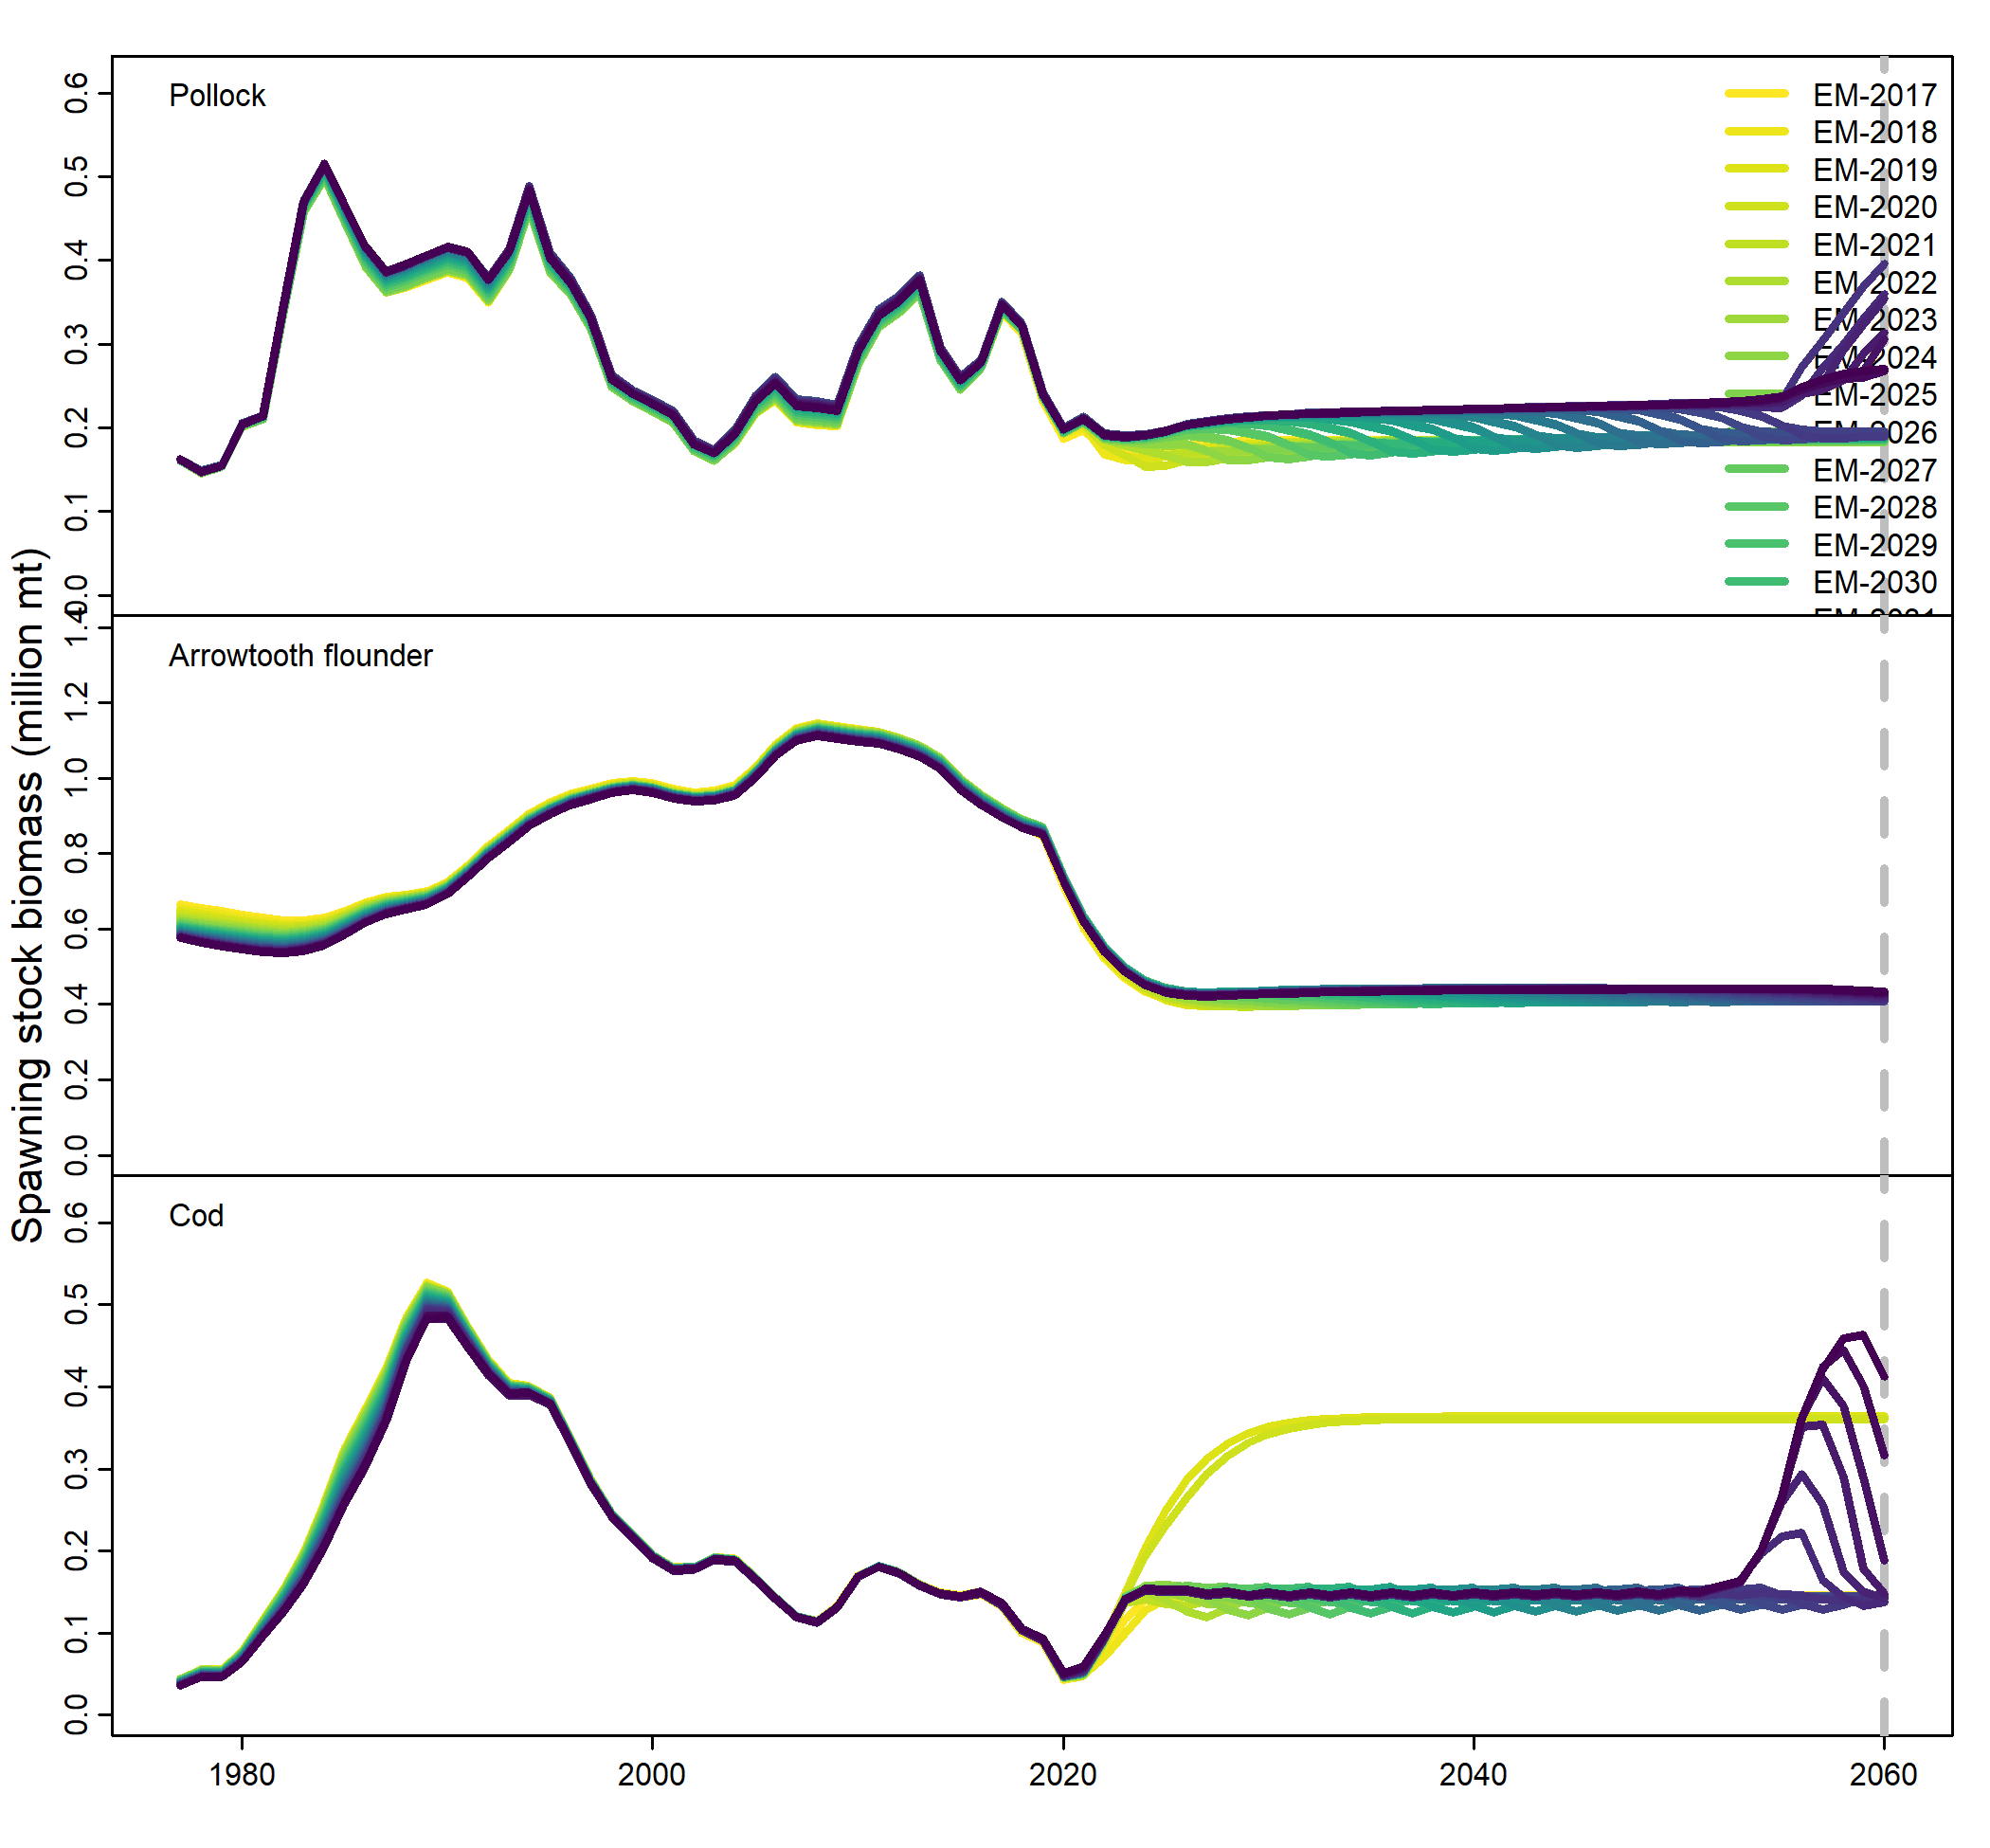 Spawning stock biomass (million mt)
Pollock
0.6
0.5
0.4
0.3
0.2
0.1
0.0
EM-2017
EM-2018
EM-2019
EM-2020
EM-2021
EM-2022
EM-2023
EM-2024
EM-2025
EM-2026
EM-2027
EM-2028
EM-2029
EM-2030
Arrowtooth flounder
1.4
1.2
1.0
0.8
0.6
0.4
0.2
0.0
Cod
0.6
0.5
0.4
0.3
0.2
0.1
0.0
1980 2000 2020 2040 2060